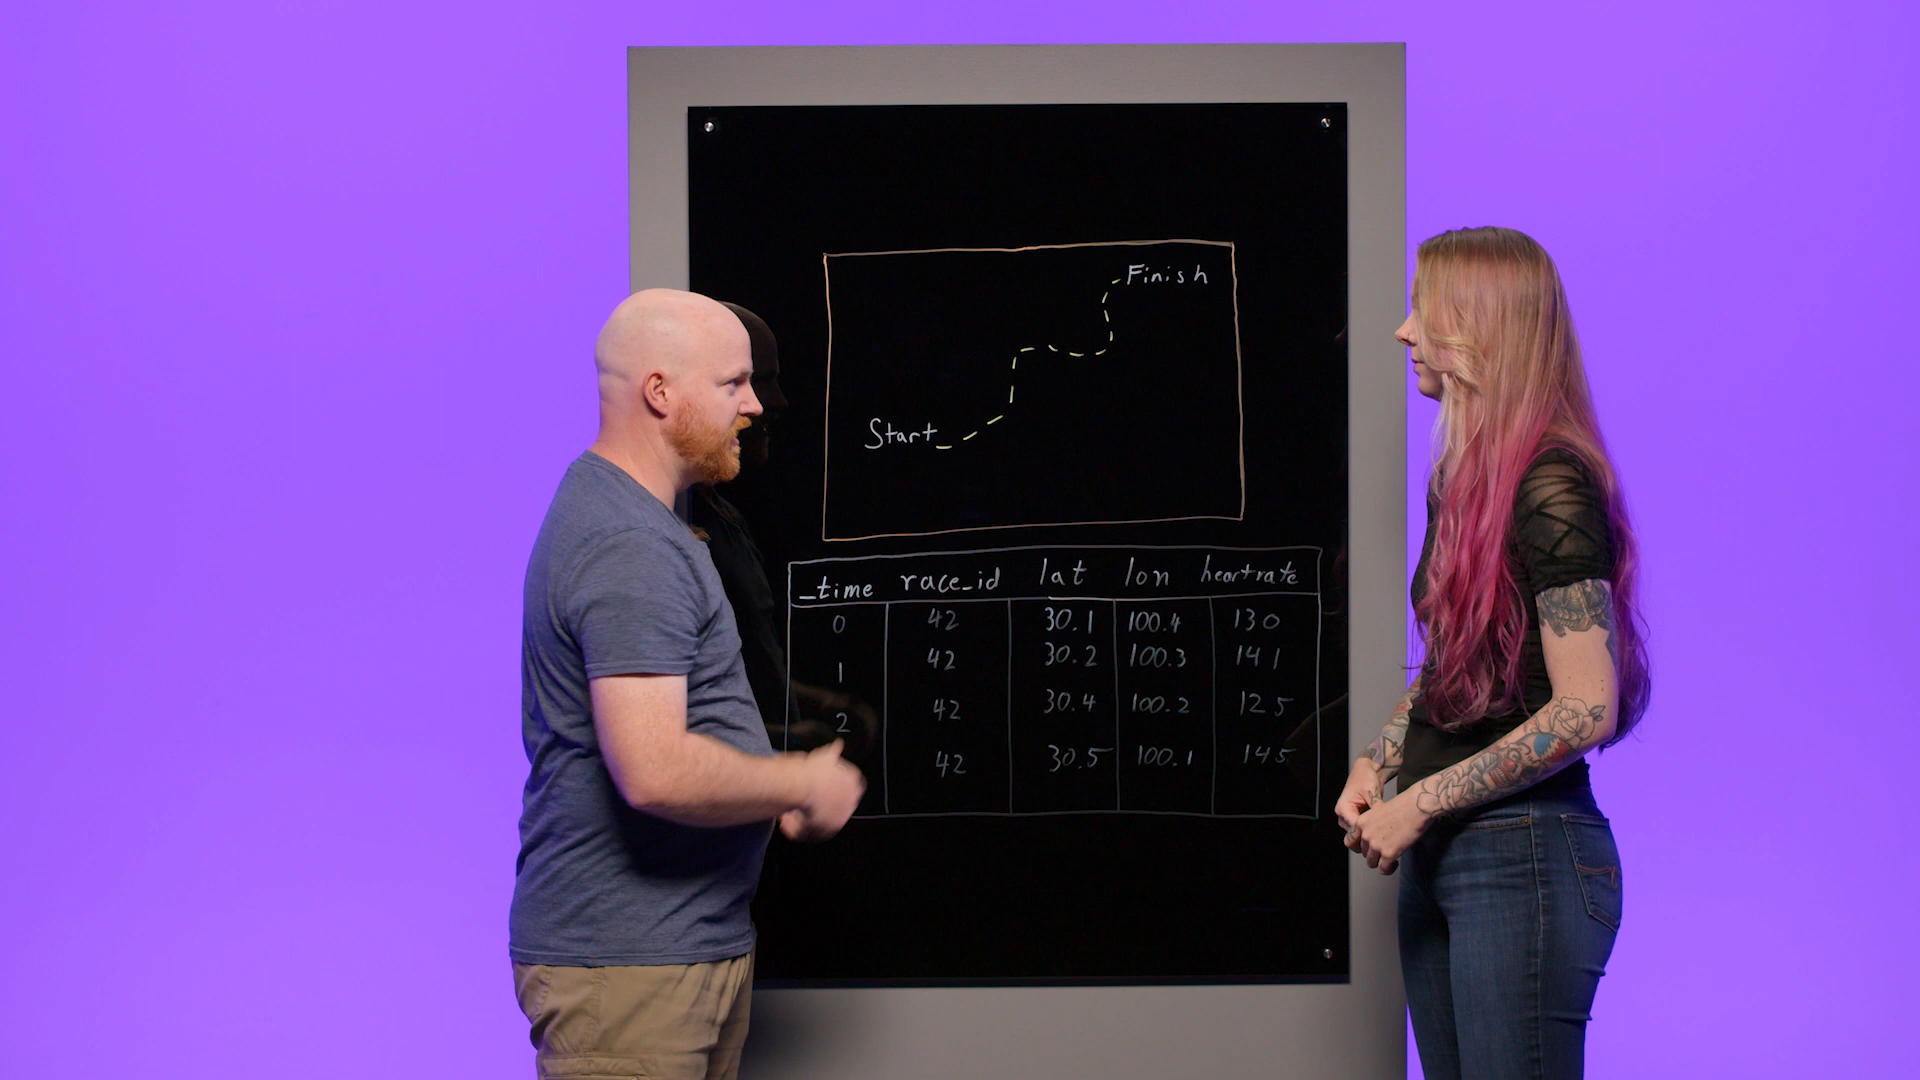 Finish
Start
_time race_id lat lon heartrate
0 42 30.1 100.4 130
1 42 30.2 100.3 141
2 42 30.4 100.2 125
42 30.5 100.1 145